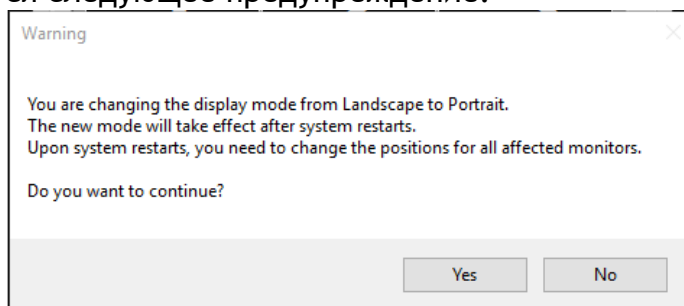 ся следующее предупреждение:
Warning
You are changing the display mode from Landscape to Portrait.
The new mode will take effect after system restarts.
Upon system restarts, you need to change the positions for all affected monitors.
Do you want to continue?
Yes
No